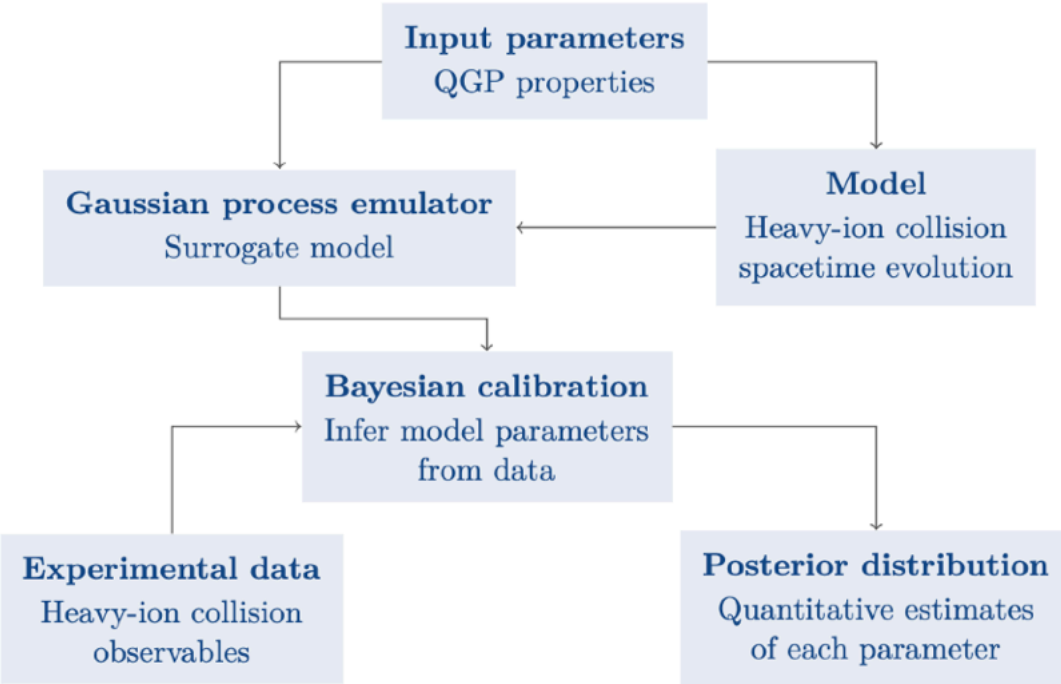 Input parameters
QGP properties
Gaussian process emulator
Surrogate model
Model
Heavy-ion collision
spacetime evolution
Bayesian calibration
Infer model parameters
from data
Experimental data
Heavy-ion collision
observables
Posterior distribution
Quantitative estimates
of each parameter